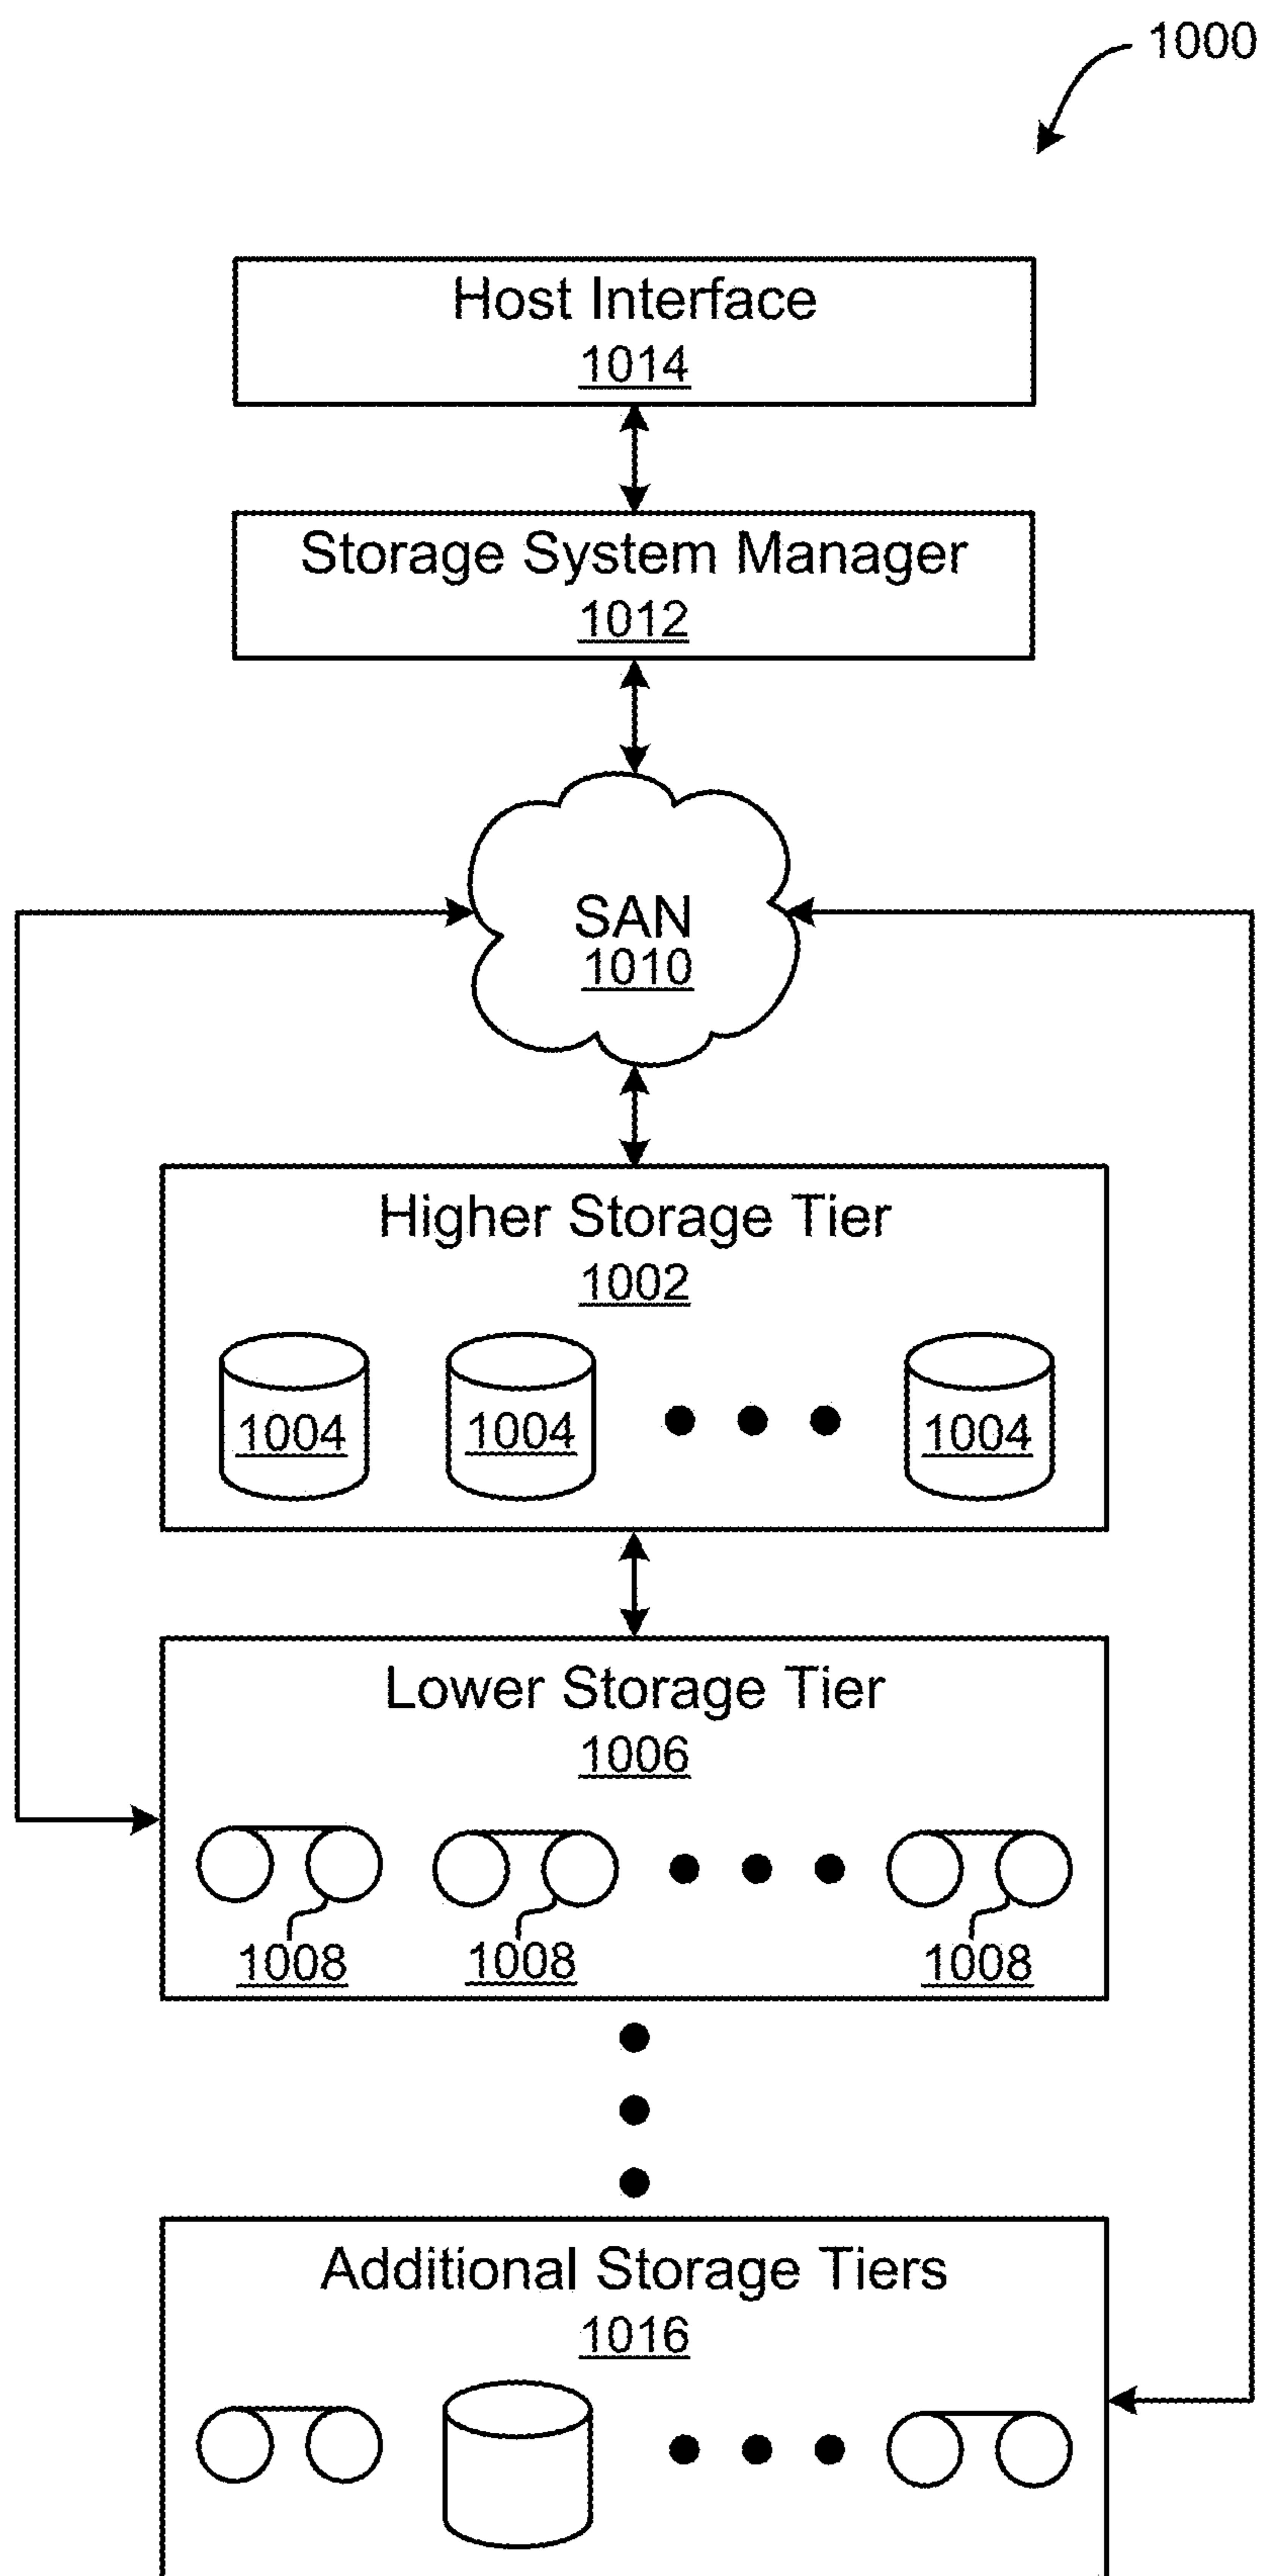 1000
Host Interface
1014
Storage System Manager
1012
SAN
1010
Higher Storage Tier
1002
1004 1004 1004
Lower Storage Tier
1006
1008 1008 1008
Additional Storage Tiers
1016